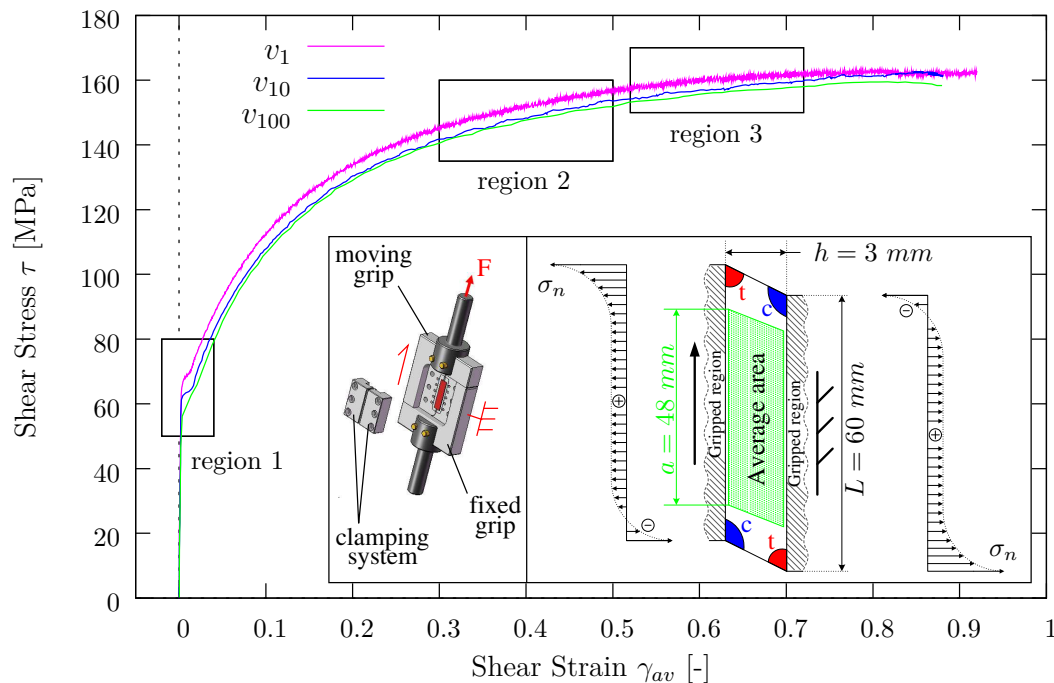 180
160
140
120
100
80
60
40
20
0
Shear Stress τ [MPa]
v₁
v₁₀
v₁₀₀
region 1
region 2
region 3
moving
grip
F
clamping
system
fixed
grip
h = 3 mm
σₙ
⊕
⊖
t
c
a = 48 mm
Gripped region
Average area
Gripped region
L = 60 mm
c
t
⊖
⊕
σₙ
0
0.1
0.2
0.3
0.4
0.5
0.6
0.7
0.8
0.9
1
Shear Strain γₐᵥ [-]